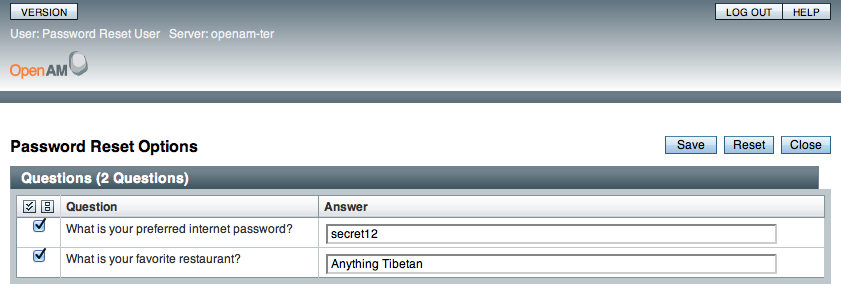 VERSION
LOG OUT HELP
User: Password Reset User Server: openam-ter
OpenAM
Password Reset Options
Save Reset Close
Questions (2 Questions)
Question Answer
What is your preferred internet password? secret12
What is your favorite restaurant? Anything Tibetan